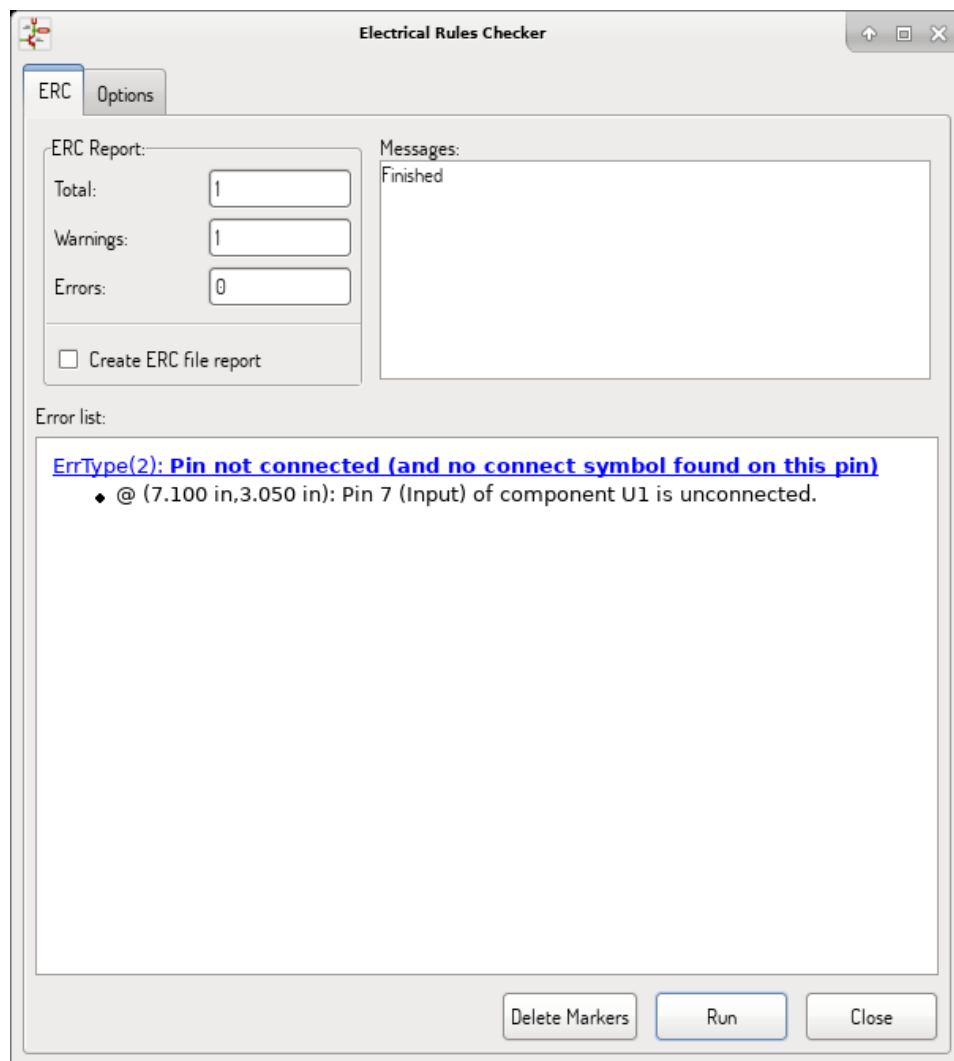 Electrical Rules Checker
ERC
Options
ERC Report:
Total:
1
Warnings:
1
Errors:
0
Create ERC file report
Messages:
Finished
Error list:
ErrType(2): Pin not connected (and no connect symbol found on this pin)
@ (7.100 in,3.050 in): Pin 7 (Input) of component U1 is unconnected.
Delete Markers
Run
Close